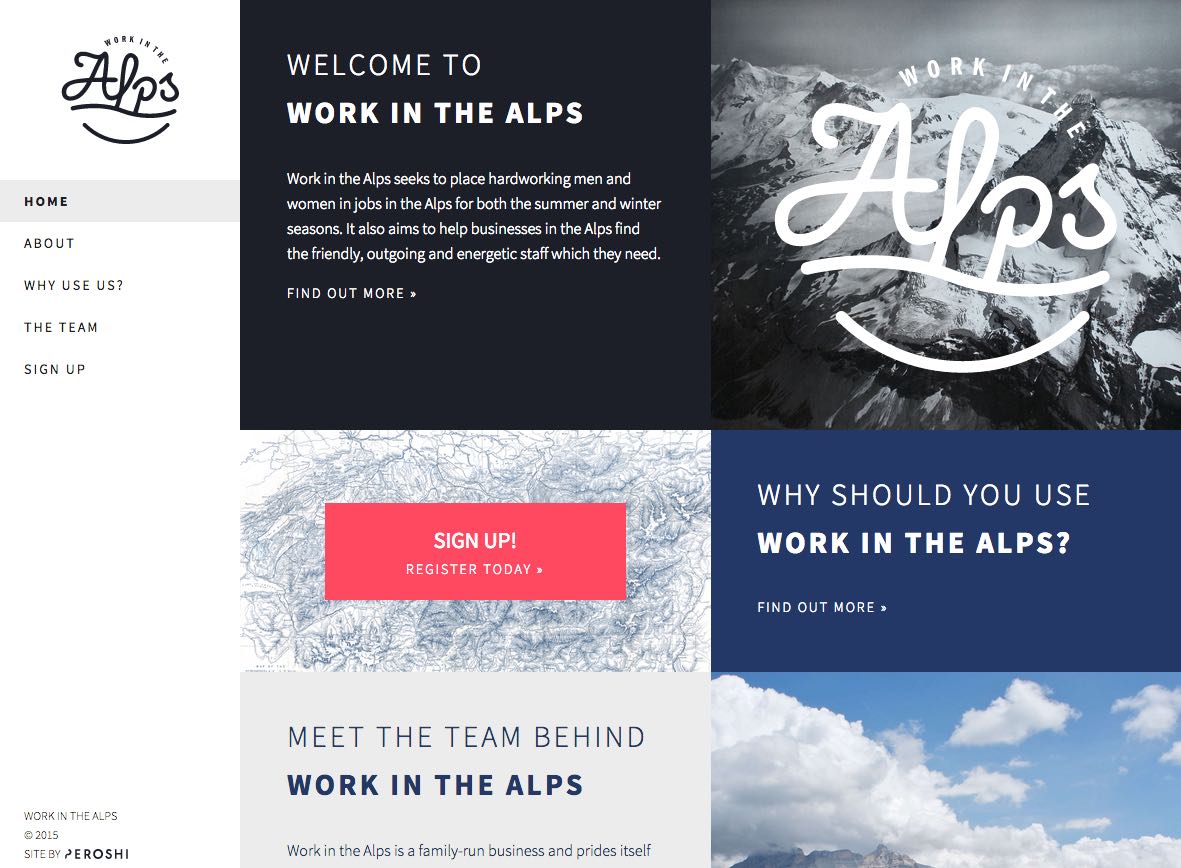 WORK IN THE
Alps
HOME
ABOUT
WHY USE US?
THE TEAM
SIGN UP
WORK IN THE ALPS
© 2015
SITE BY PEROSHI
WELCOME TO
WORK IN THE ALPS
Work in the Alps seeks to place hardworking men and
women in jobs in the Alps for both the summer and winter
seasons. It also aims to help businesses in the Alps find
the friendly, outgoing and energetic staff which they need.
FIND OUT MORE »
WORK IN THE
Alps
SIGN UP!
REGISTER TODAY »
WHY SHOULD YOU USE
WORK IN THE ALPS?
FIND OUT MORE »
MEET THE TEAM BEHIND
WORK IN THE ALPS
Work in the Alps is a family-run business and prides itself